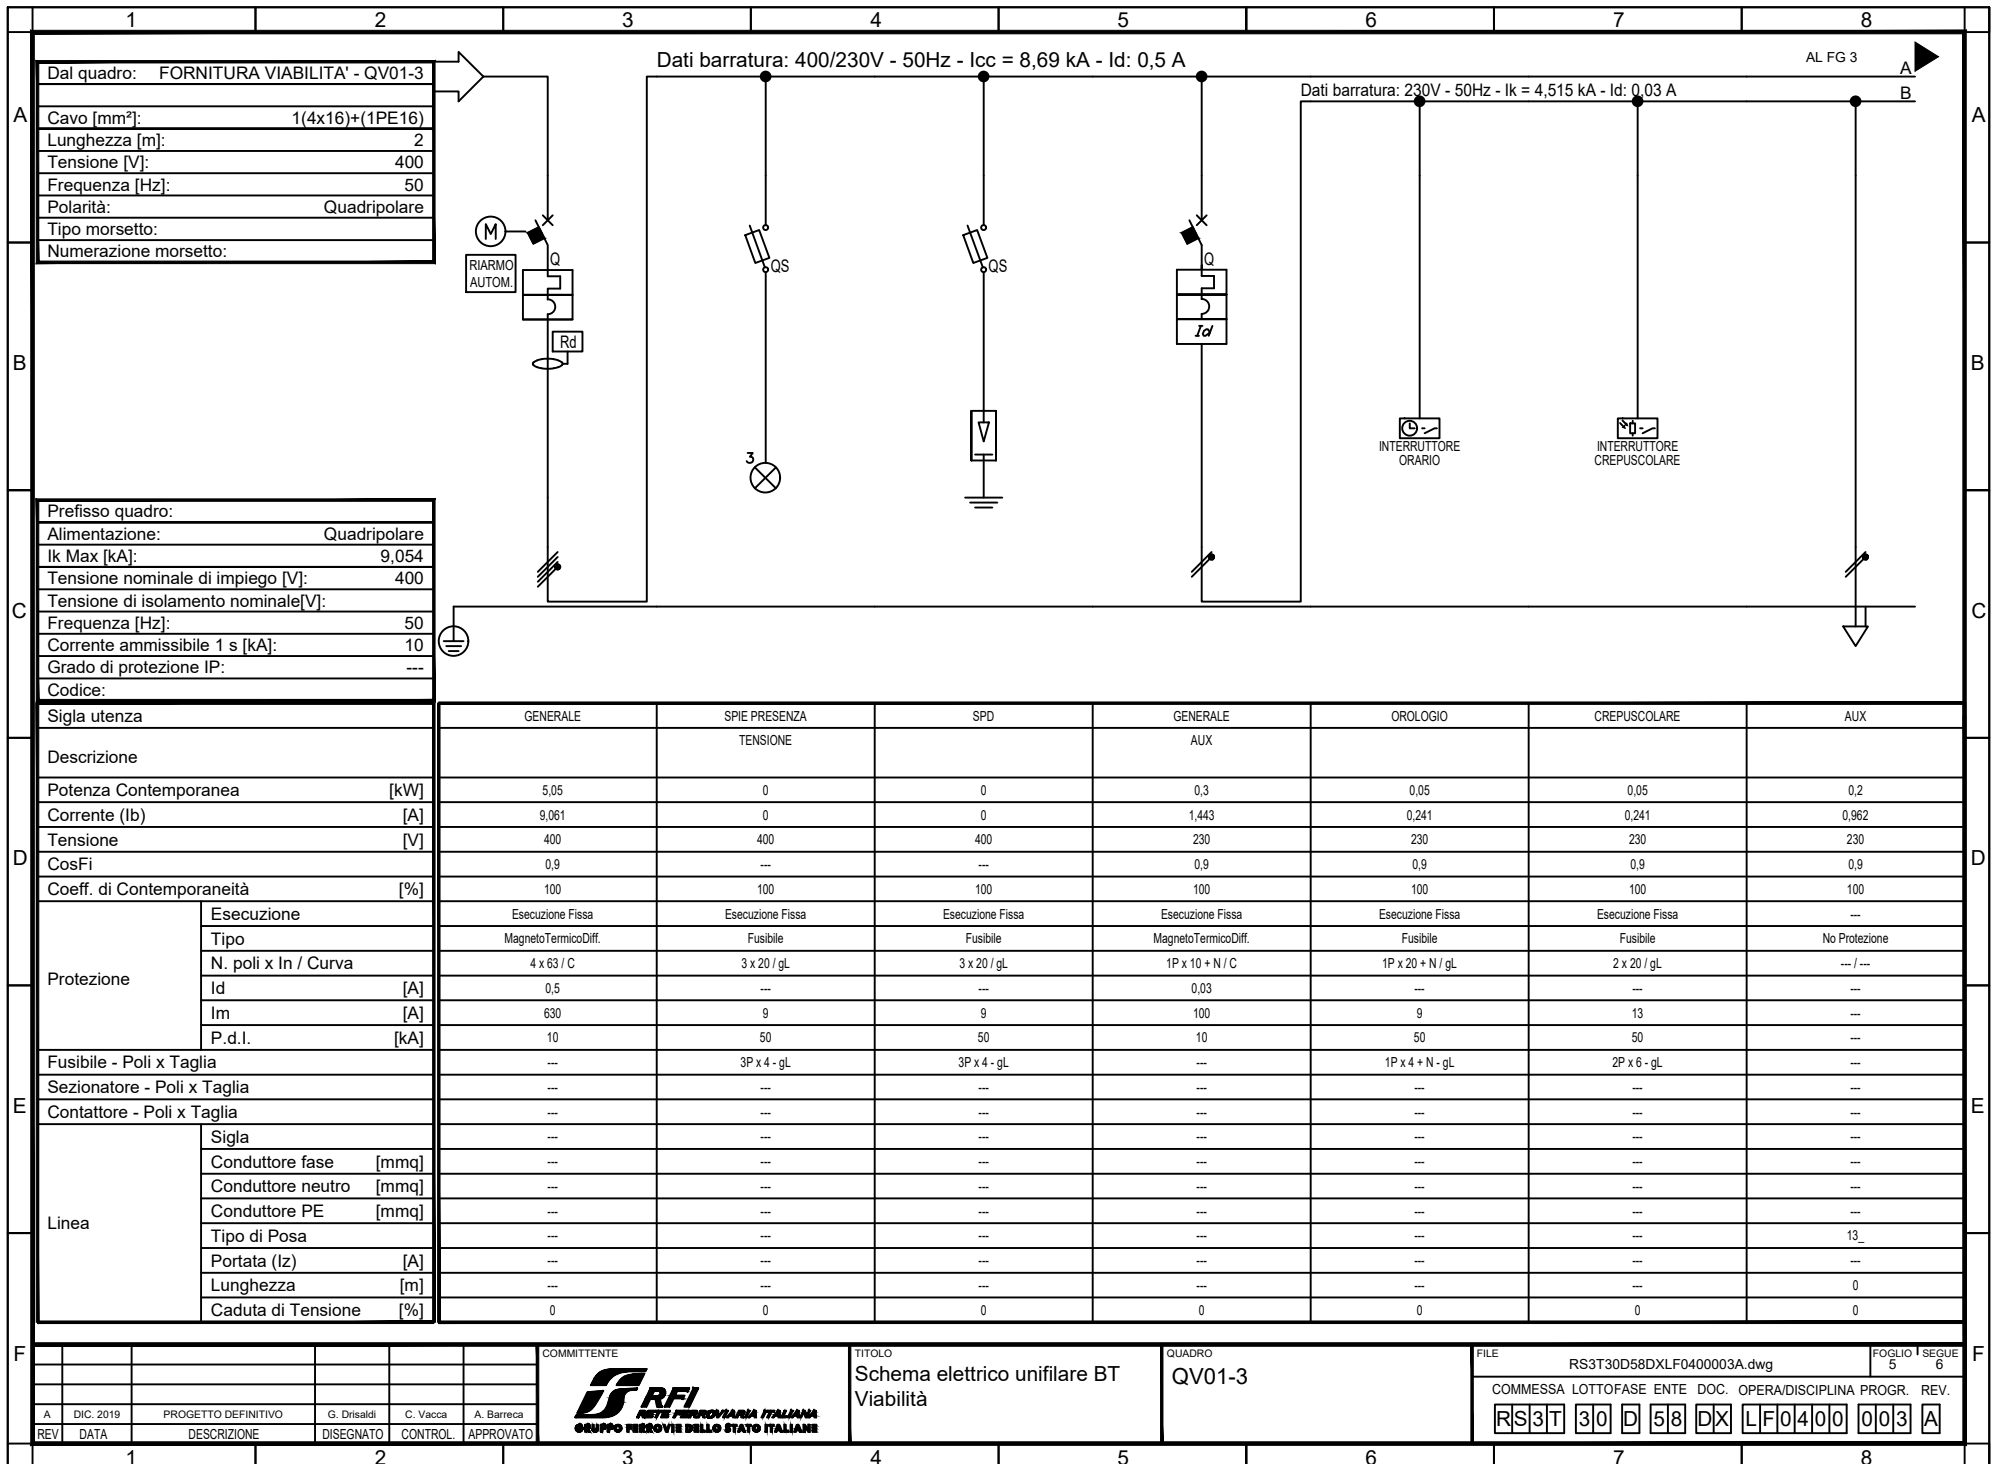 1 2 3 4 5 6 7 8
Dati barratura: 400/230V - 50Hz - Icc = 8,69 kA - Id: 0,5 A
AL FG 3
A
Dati barratura: 230V - 50Hz - Ik = 4,515 kA - Id: 0,03 A
B
Dal quadro: FORNITURA VIABILITA' - QV01-3
Cavo [mm²]: 1(4x16)+(1PE16)
Lunghezza [m]: 2
Tensione [V]: 400
Frequenza [Hz]: 50
Polarità: Quadripolare
Tipo morsetto:
Numerazione morsetto:
A A
M
RIARMO
AUTOM.
Q
Rd
QS
3
QS
Q
Id
INTERRUTTORE
ORARIO
INTERRUTTORE
CREPUSCOLARE
B B
Prefisso quadro:
Alimentazione: Quadripolare
Ik Max [kA]: 9,054
Tensione nominale di impiego [V]: 400
Tensione di isolamento nominale[V]:
Frequenza [Hz]: 50
Corrente ammissibile 1 s [kA]: 10
Grado di protezione IP: ---
Codice:
C C
Sigla utenza GENERALE SPIE PRESENZA SPD GENERALE OROLOGIO CREPUSCOLARE AUX
Descrizione TENSIONE AUX
Potenza Contemporanea [kW] 5,05 0 0 0,3 0,05 0,05 0,2
Corrente (Ib) [A] 9,061 0 0 1,443 0,241 0,241 0,962
Tensione [V] 400 400 400 230 230 230 230
CosFi 0,9 --- --- 0,9 0,9 0,9 0,9
Coeff. di Contemporaneità [%] 100 100 100 100 100 100 100
D D
Protezione
Esecuzione Esecuzione Fissa Esecuzione Fissa Esecuzione Fissa Esecuzione Fissa Esecuzione Fissa Esecuzione Fissa ---
Tipo MagnetoTermicoDiff. Fusibile Fusibile MagnetoTermicoDiff. Fusibile Fusibile No Protezione
N. poli x In / Curva 4 x 63 / C 3 x 20 / gL 3 x 20 / gL 1P x 10 + N / C 1P x 20 + N / gL 2 x 20 / gL --- / ---
Id [A] 0,5 --- --- 0,03 --- --- ---
Im [A] 630 9 9 100 9 13 ---
P.d.I. [kA] 10 50 50 10 50 50 ---
Fusibile - Poli x Taglia --- 3P x 4 - gL 3P x 4 - gL --- 1P x 4 + N - gL 2P x 6 - gL ---
Sezionatore - Poli x Taglia --- --- --- --- --- --- ---
Contattore - Poli x Taglia --- --- --- --- --- --- ---
E E
Linea
Sigla --- --- --- --- --- --- ---
Conduttore fase [mmq] --- --- --- --- --- --- ---
Conduttore neutro [mmq] --- --- --- --- --- --- ---
Conduttore PE [mmq] --- --- --- --- --- --- ---
Tipo di Posa --- --- --- --- --- --- 13_
Portata (Iz) [A] --- --- --- --- --- --- ---
Lunghezza [m] --- --- --- --- --- --- 0
Caduta di Tensione [%] 0 0 0 0 0 0 0
F F
A DIC. 2019 PROGETTO DEFINITIVO G. Drisaldi C. Vacca A. Barreca
REV DATA DESCRIZIONE DISEGNATO CONTROL. APPROVATO
COMMITTENTE
RFI
RETE FERROVIARIA ITALIANA
GRUPPO FERROVIE DELLO STATO ITALIANE
TITOLO
Schema elettrico unifilare BT
Viabilità
QUADRO
QV01-3
FILE
RS3T30D58DXLF0400003A.dwg
FOGLIO SEGUE
5 6
COMMESSA LOTTO FASE ENTE DOC. OPERA/DISCIPLINA PROGR. REV.
RS3T 30 D 58 DX LF0400 003 A
1 2 3 4 5 6 7 8